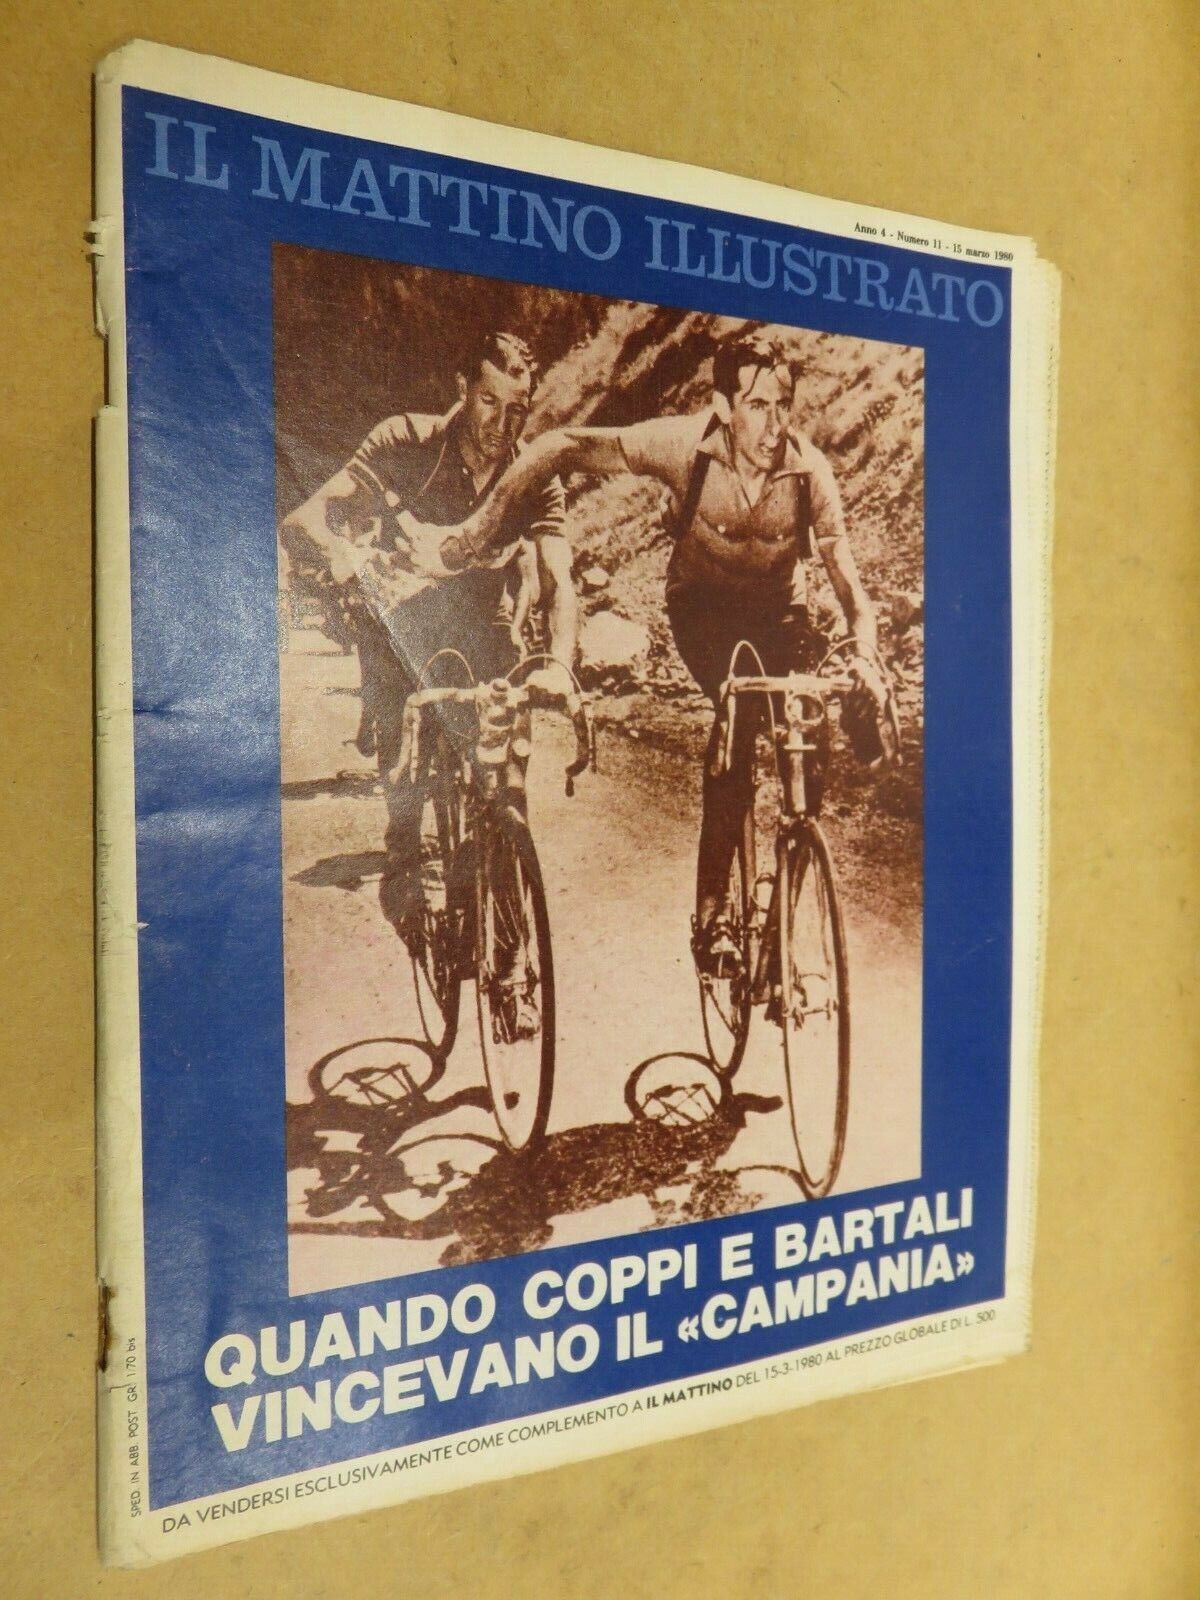 IL MATTINO ILLUSTRATO
Anno 4 - Numero 11 - 15 marzo 1980
QUANDO COPPI E BARTALI
VINCEVANO IL «CAMPANIA»
DA VENDERSI ESCLUSIVAMENTE COME COMPLEMENTO A IL MATTINO DEL 15-3-1980 AL PREZZO GLOBALE DI L. 500
SPED. IN ABB. POST. GR. 1/70 bis